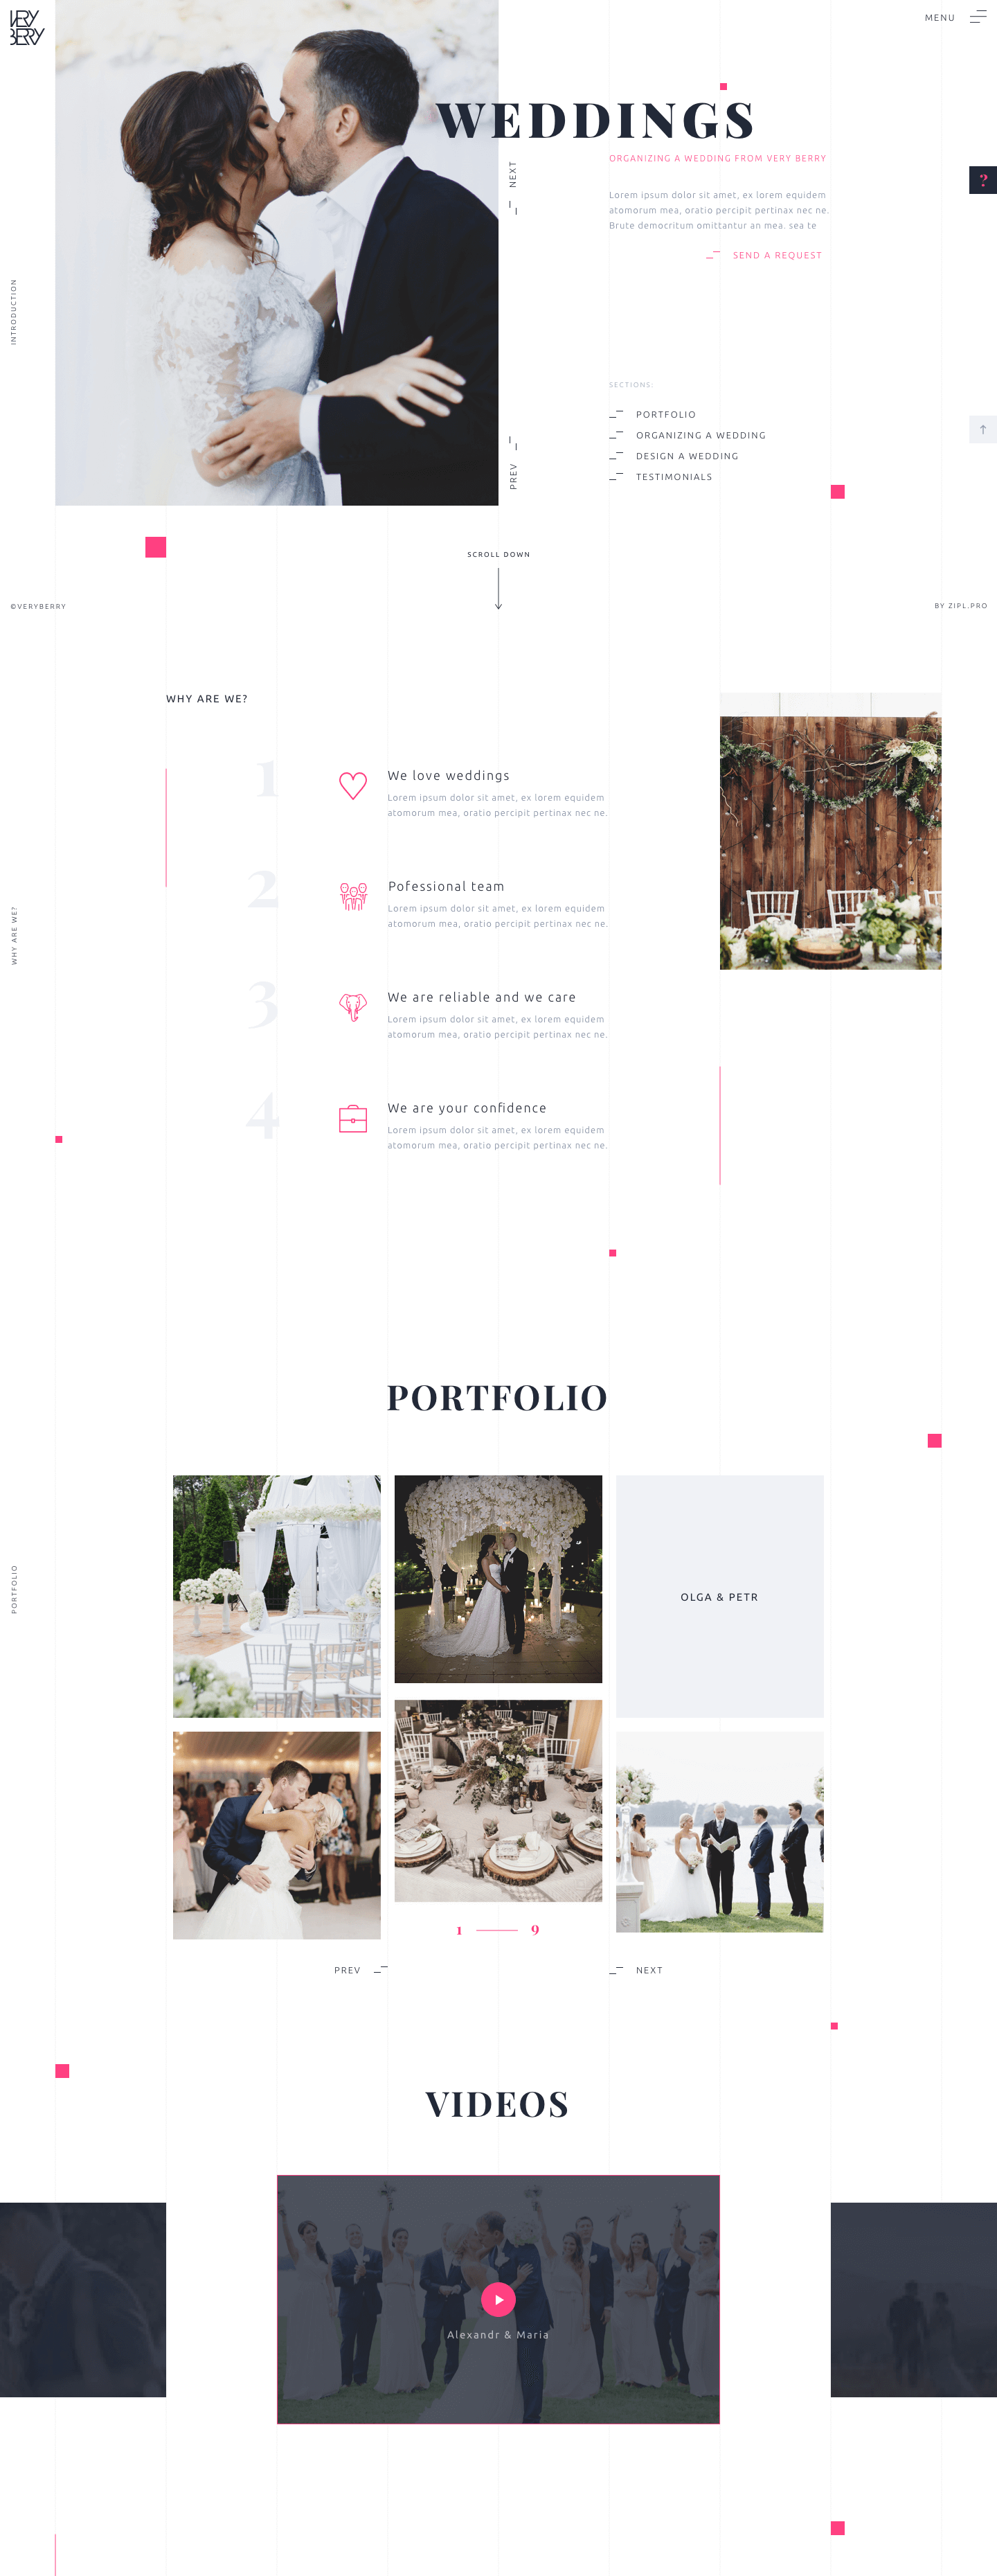 VERY
BERRY
MENU
WEDDINGS
ORGANIZING A WEDDING FROM VERY BERRY
NEXT
?
Lorem ipsum dolor sit amet, ex lorem equidem
atomorum mea, oratio percipit pertinax nec ne.
Brute democritum omittantur an mea. sea te
SEND A REQUEST
INTRODUCTION
SECTIONS:
PORTFOLIO
ORGANIZING A WEDDING
DESIGN A WEDDING
TESTIMONIALS
PREV
SCROLL DOWN
©VERYBERRY
BY ZIPL.PRO
WHY ARE WE?
1
We love weddings
Lorem ipsum dolor sit amet, ex lorem equidem
atomorum mea, oratio percipit pertinax nec ne.
2
Pofessional team
Lorem ipsum dolor sit amet, ex lorem equidem
atomorum mea, oratio percipit pertinax nec ne.
WHY ARE WE?
3
We are reliable and we care
Lorem ipsum dolor sit amet, ex lorem equidem
atomorum mea, oratio percipit pertinax nec ne.
4
We are your confidence
Lorem ipsum dolor sit amet, ex lorem equidem
atomorum mea, oratio percipit pertinax nec ne.
PORTFOLIO
PORTFOLIO
OLGA & PETR
1
9
PREV
NEXT
VIDEOS
Alexandr & Maria